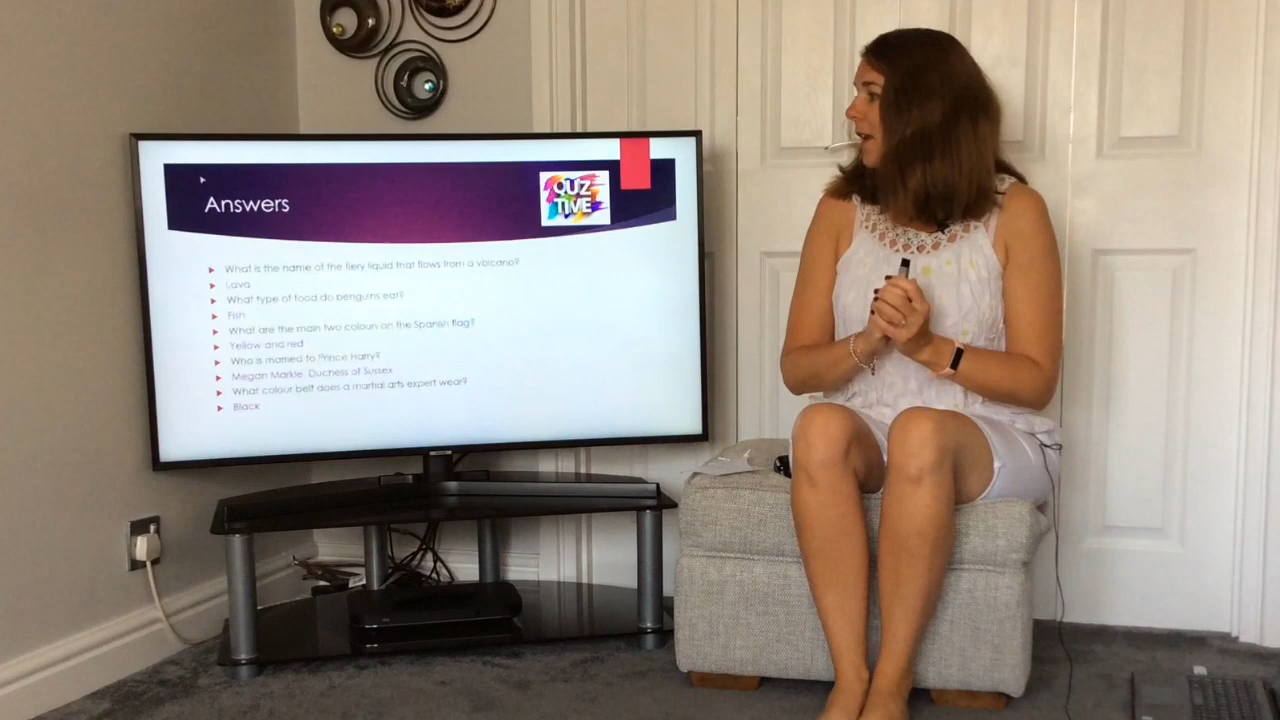 Answers
QUIZ
TIME
What is the name of the fiery liquid that flows from a volcano?
Lava
What type of food do penguins eat?
Fish
What are the main two colours on the Spanish flag?
Yellow and red
Who is married to Prince Harry?
Megan Markle, Duchess of Sussex
What colour belt does a martial arts expert wear?
Black